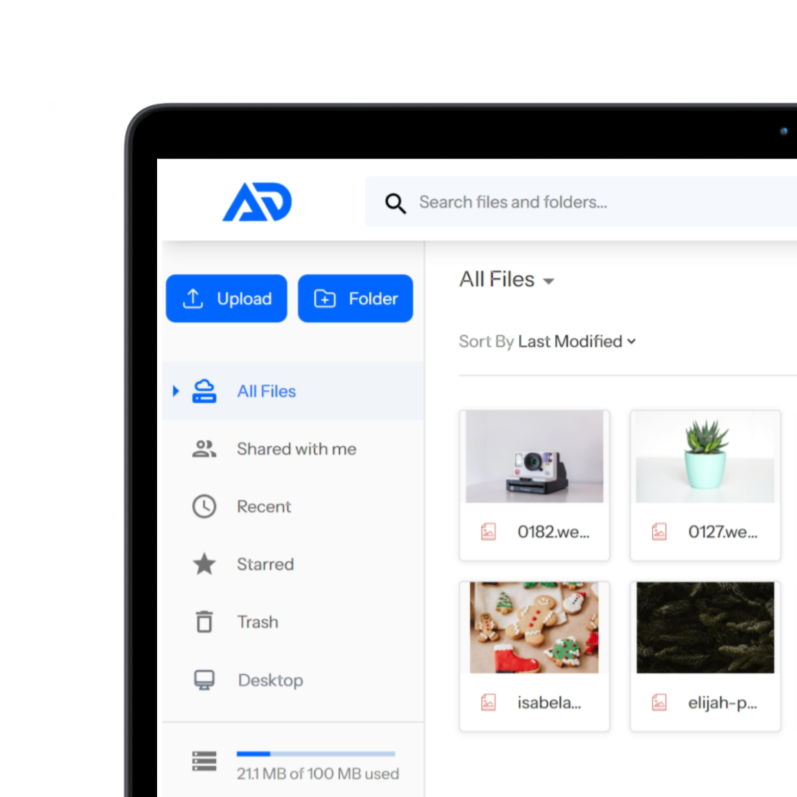 AD
Search files and folders...
Upload
Folder
All Files
Sort By Last Modified
All Files
Shared with me
Recent
Starred
Trash
Desktop
0182.we...
0127.we...
isabela...
elijah-p...
21.1 MB of 100 MB used